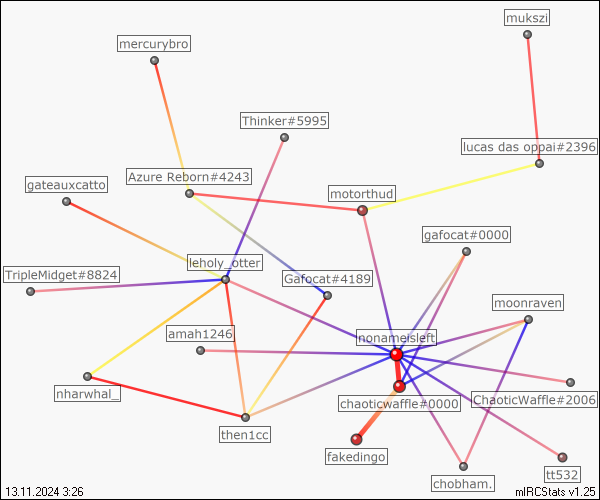 mukszi
mercurybro
Thinker#5995
lucas das oppai#2396
Azure Reborn#4243
gateauxcatto
motorthud
gafocat#0000
leholy_otter
TripleMidget#8824
Gafocat#4189
moonraven
amah1246
nonameisleft
nharwhal_
chaoticwaffle#0000
ChaoticWaffle#2006
then1cc
fakedingo
tt532
chobham.
13.11.2024 3:26
mIRCStats v1.25